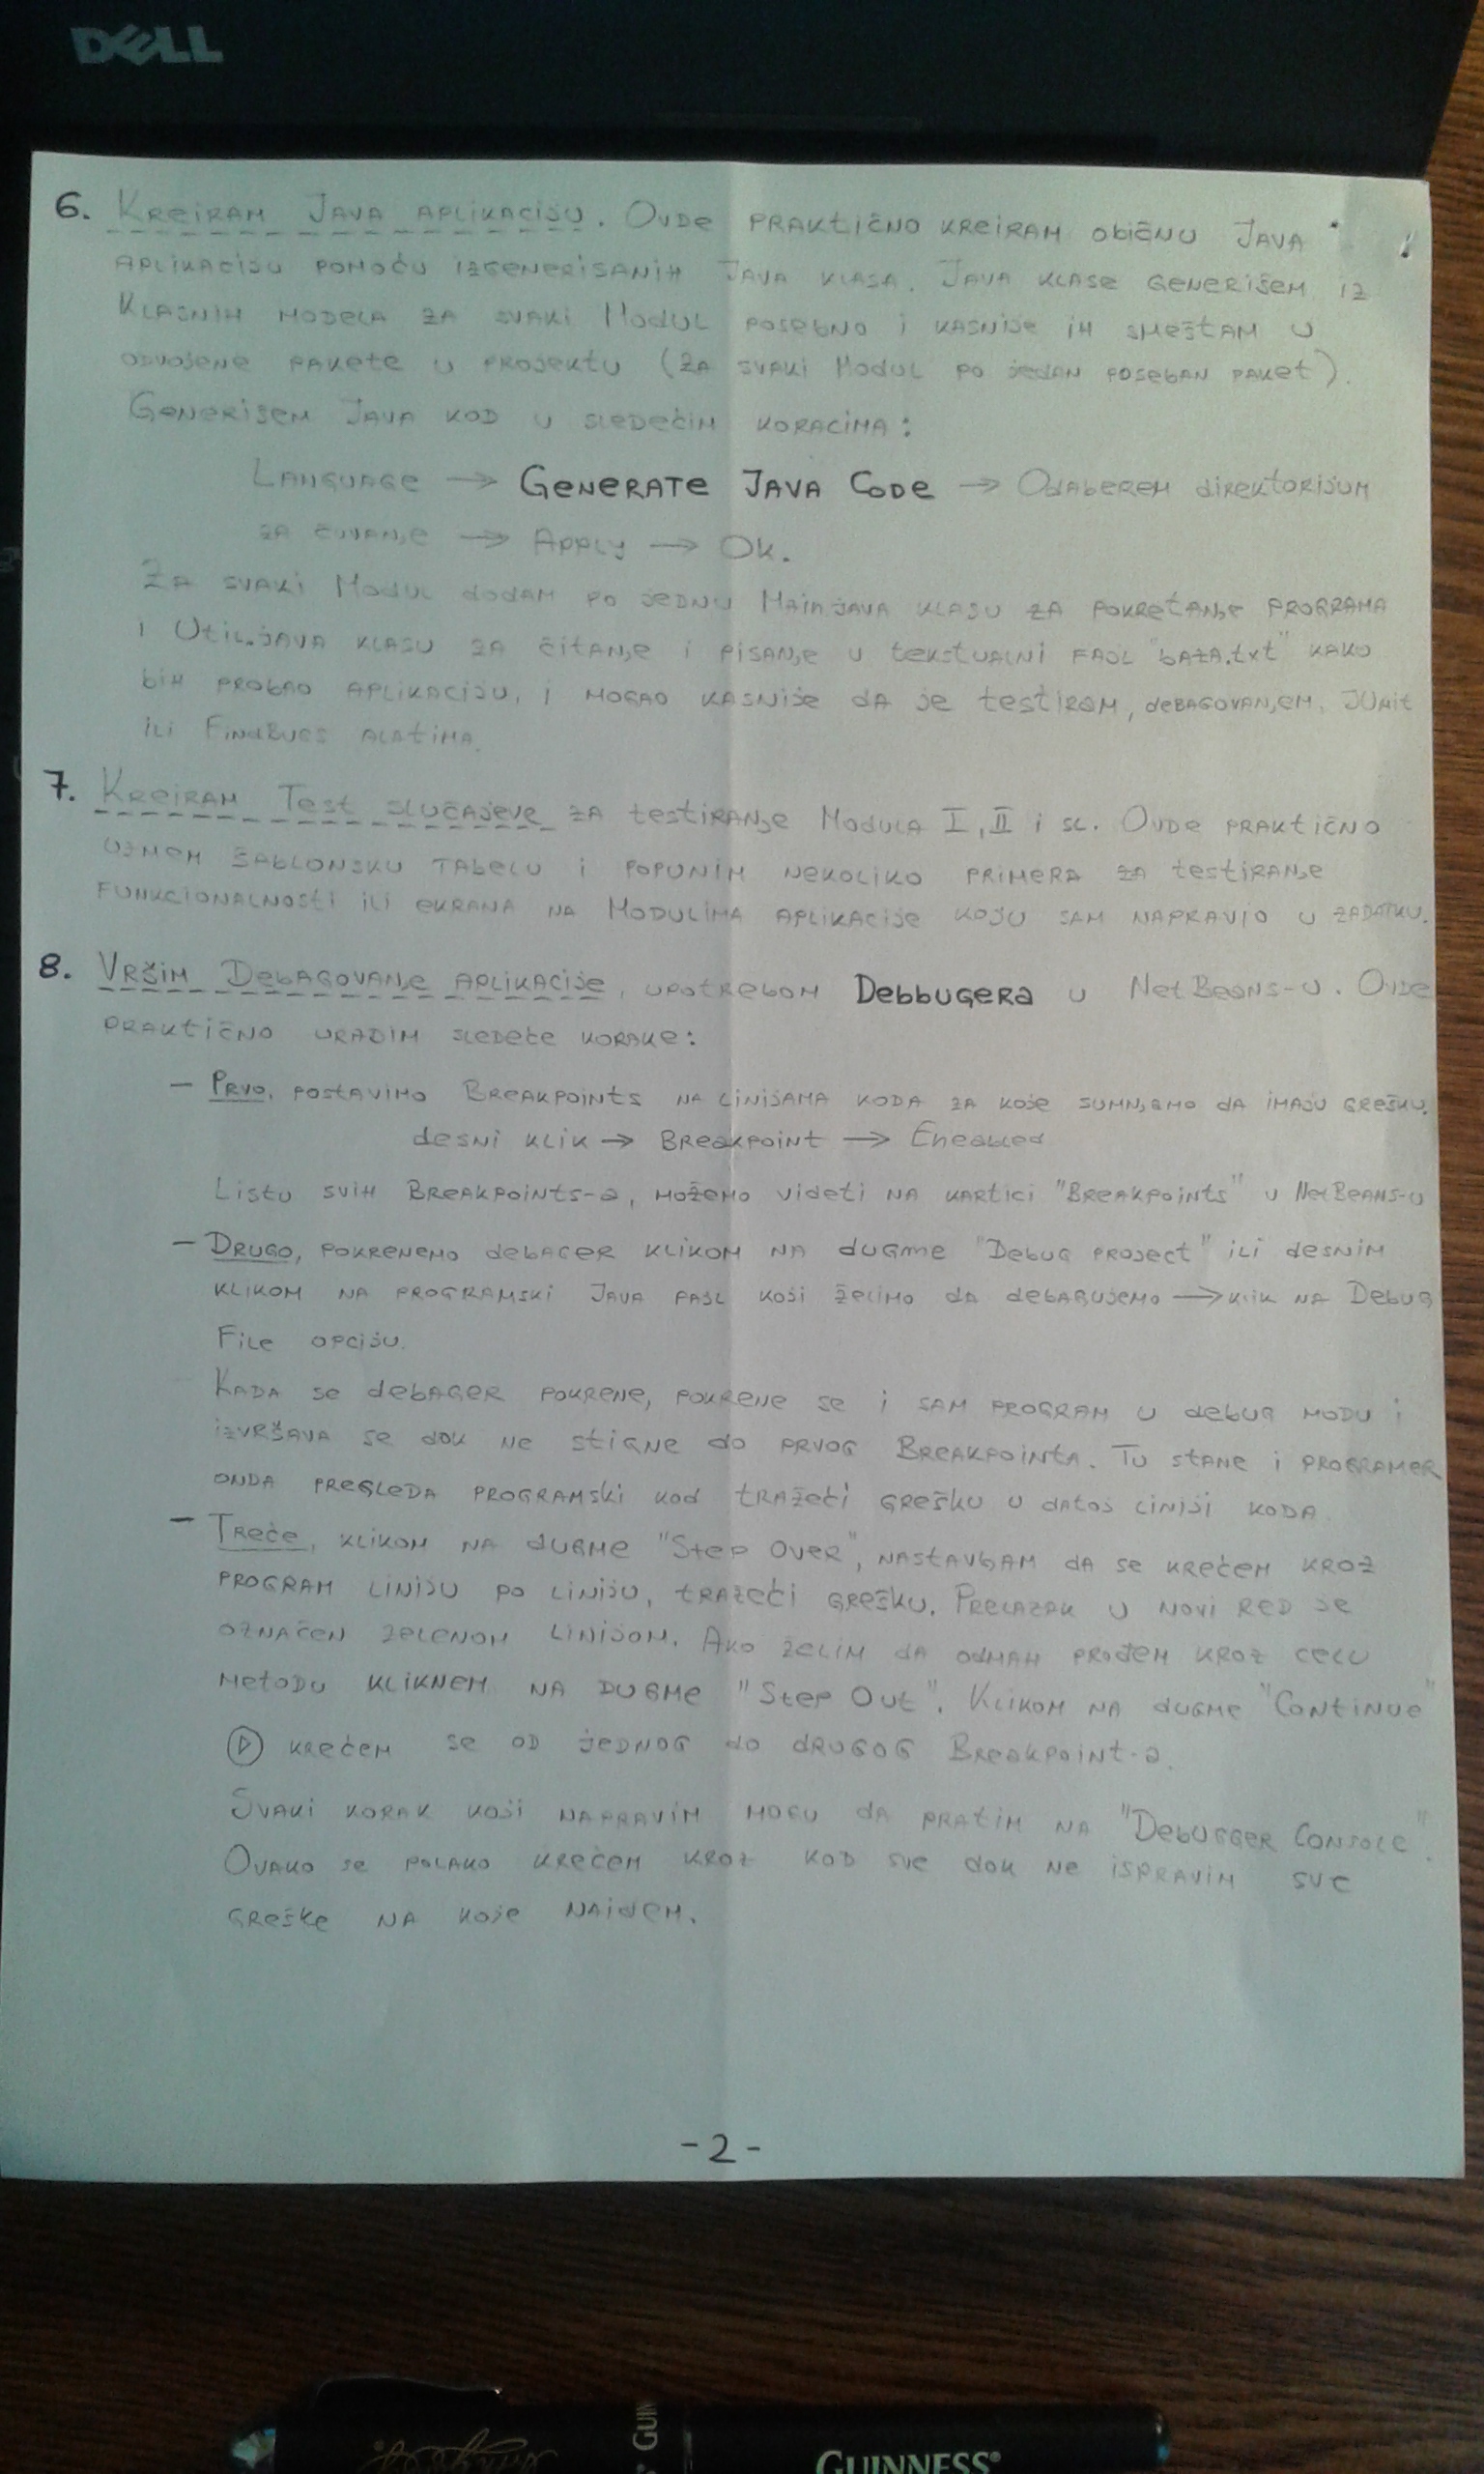 DELL
6. Kreiram Java aplikaciju. Ovde praktično kreiram običnu Java
aplikaciju pomoću izgenerisanih Java klasa. Java klase generišem iz
Klasnih modela za svaki Modul posebno i kasnije ih smeštam u
odvojene pakete u projektu (za svaki Modul po jedan poseban paket).
Generišem Java kod u sledećim koracima:
Language → Generate Java Code → Odaberem direktorijum
za čuvanje → Apply → Ok.
Za svaki Modul dodam po jednu Main.java klasu za pokretanje programa
i Util.java klasu za čitanje i pisanje u tekstualni fajl "baza.txt" kako
bih probao aplikaciju, i mogao kasnije da je testiram, debagovanjem, JUnit
ili FindBugs alatima.
7. Kreiram Test slučajeve za testiranje Modula I, II i sl. Ovde praktično
uzmem šablonsku tabelu i popunim nekoliko primera za testiranje
funkcionalnosti ili ekrana na Modulima aplikacije koju sam napravio u zadatku.
8. Vršim Debagovanje aplikacije, upotrebom Debbugera u NetBeans-u. Ovde
praktično uradim sledeće korake:
- Prvo, postavimo Breakpoints na linijama koda za koje sumnjamo da imaju grešku.
desni klik → Breakpoint → Eneabled
Listu svih Breakpoints-a, možemo videti na kartici "Breakpoints" u NetBeans-u
- Drugo, pokrenemo debager klikom na dugme "Debug project" ili desnim
klikom na programski Java fajl koji želimo da debagujemo → klik na Debug
File opciju.
Kada se debager pokrene, pokrene se i sam program u debug modu i
izvršava se dok ne stigne do prvog Breakpointa. Tu stane i programer
onda pregleda programski kod tražeći grešku u datoj liniji koda.
- Treće, klikom na dugme "Step Over", nastavljam da se krećem kroz
program liniju po liniju, tražeći grešku. Prelazak u novi red je
označen zelenom linijom. Ako želim da odmah prođem kroz celu
metodu kliknem na dugme "Step Out". Klikom na dugme "Continue"
krećem se od jednog do drugog Breakpoint-a.
Svaki korak koji napravim mogu da pratim na "Debugger Console".
Ovako se polako krećem kroz kod sve dok ne ispravim sve
greške na koje naiđem.
-2-
GUINNESS